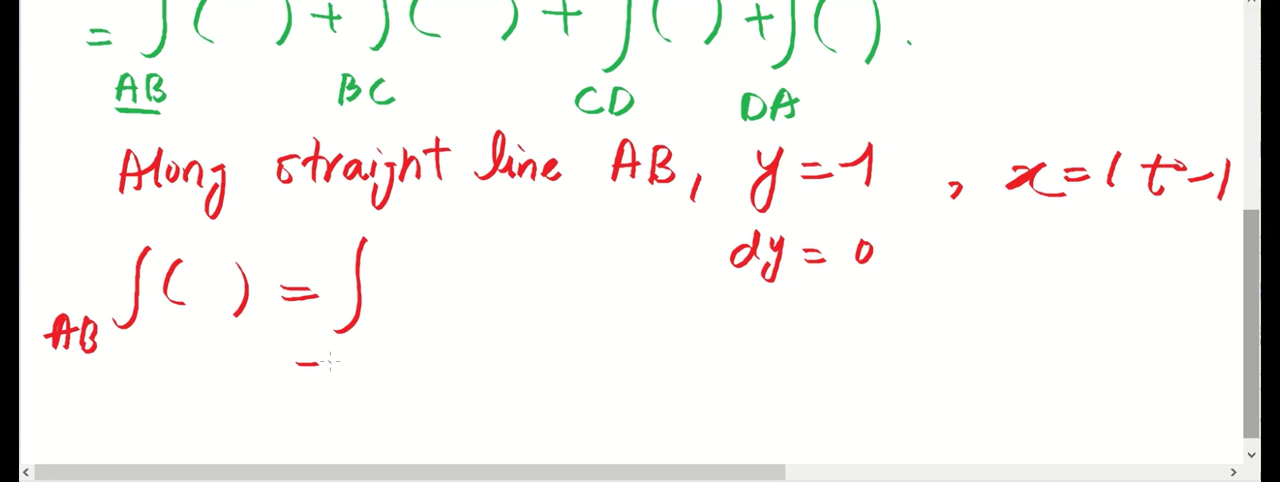 = ∫( ) + ∫( ) + ∫( ) + ∫( ).
AB BC CD DA
Along straight line AB, y = 1 , x = 1 to -1
dy = 0
∫( ) = ∫
AB -